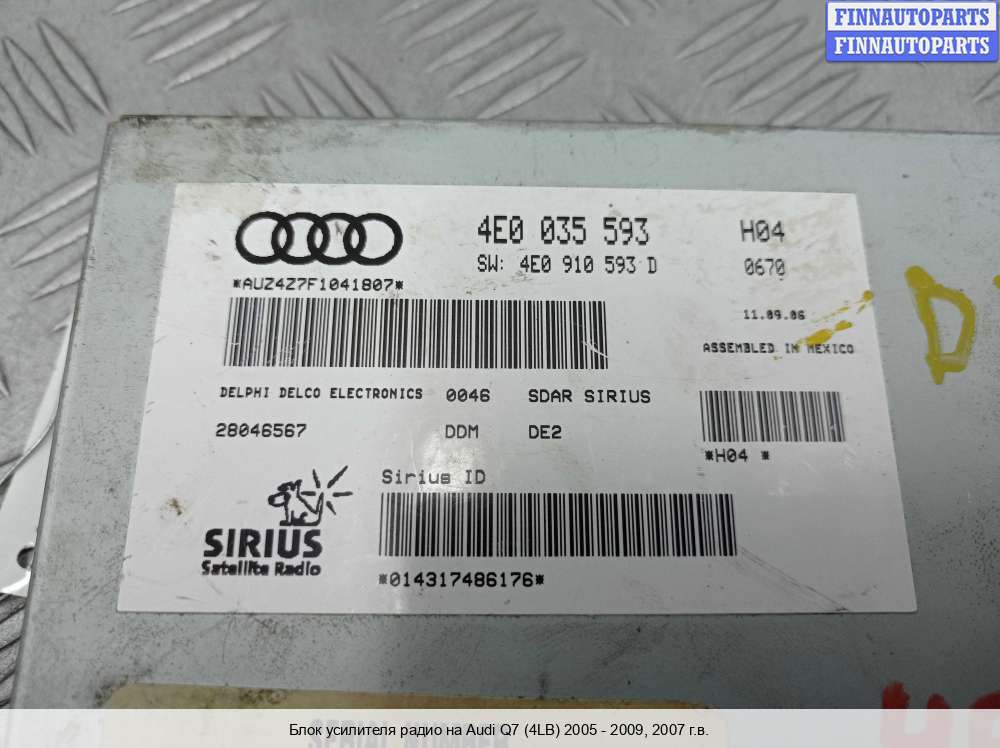 FINNAUTOPARTS
FINNAUTOPARTS
4E0 035 593 H04
SW: 4E0 910 593 D 0670
*AUZ4Z7F1041807*
11.09.06
ASSEMBLED IN MEXICO
DELPHI DELCO ELECTRONICS 0046 SDAR SIRIUS
28046567 DDM DE2
*H04 *
Sirius ID
SIRIUS
Satellite Radio
*014317486176*
D
SERIAL NUMBER
Блок усилителя радио на Audi Q7 (4LB) 2005 - 2009, 2007 г.в.